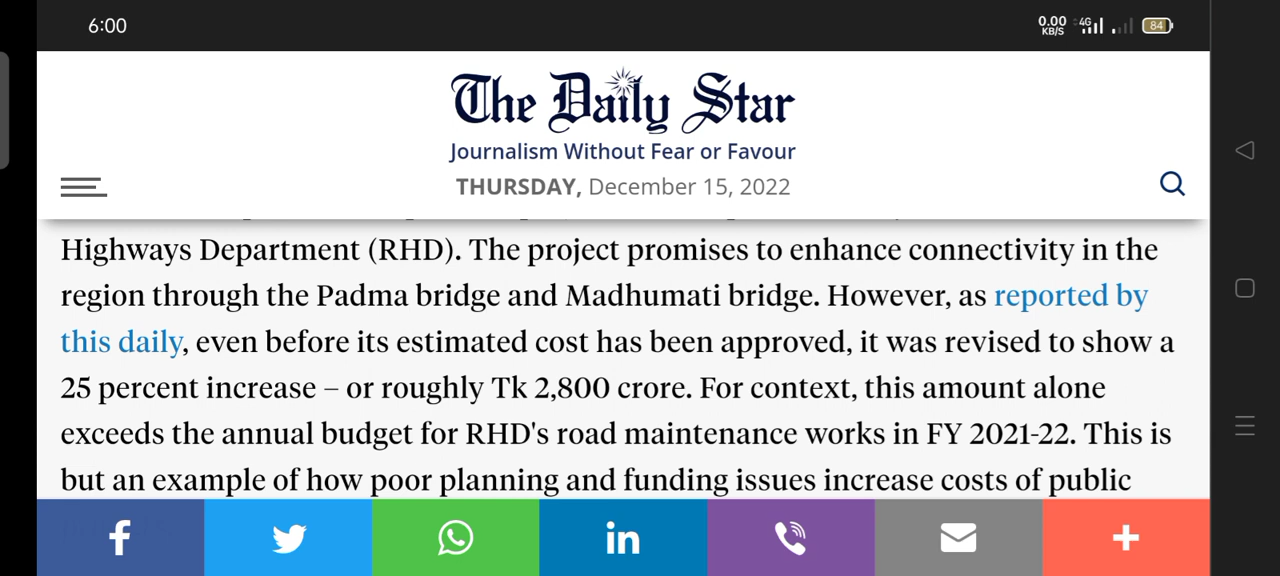 6:00
0.00
KB/S
4G
84
The Daily Star
Journalism Without Fear or Favour
THURSDAY, December 15, 2022
Highways Department (RHD). The project promises to enhance connectivity in the
region through the Padma bridge and Madhumati bridge. However, as reported by
this daily, even before its estimated cost has been approved, it was revised to show a
25 percent increase – or roughly Tk 2,800 crore. For context, this amount alone
exceeds the annual budget for RHD's road maintenance works in FY 2021-22. This is
but an example of how poor planning and funding issues increase costs of public